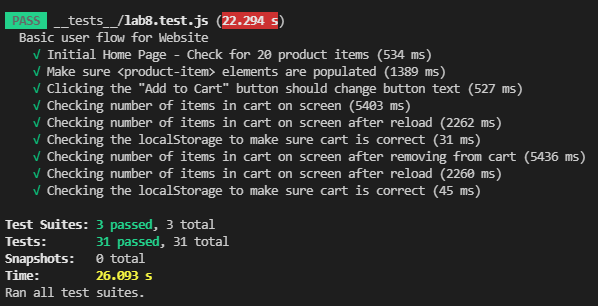 PASS __tests__/lab8.test.js (22.294 s)
Basic user flow for Website
√ Initial Home Page - Check for 20 product items (534 ms)
√ Make sure <product-item> elements are populated (1389 ms)
√ Clicking the "Add to Cart" button should change button text (527 ms)
√ Checking number of items in cart on screen (5403 ms)
√ Checking number of items in cart on screen after reload (2262 ms)
√ Checking the localStorage to make sure cart is correct (31 ms)
√ Checking number of items in cart on screen after removing from cart (5436 ms)
√ Checking number of items in cart on screen after reload (2260 ms)
√ Checking the localStorage to make sure cart is correct (45 ms)
Test Suites: 3 passed, 3 total
Tests: 31 passed, 31 total
Snapshots: 0 total
Time: 26.093 s
Ran all test suites.